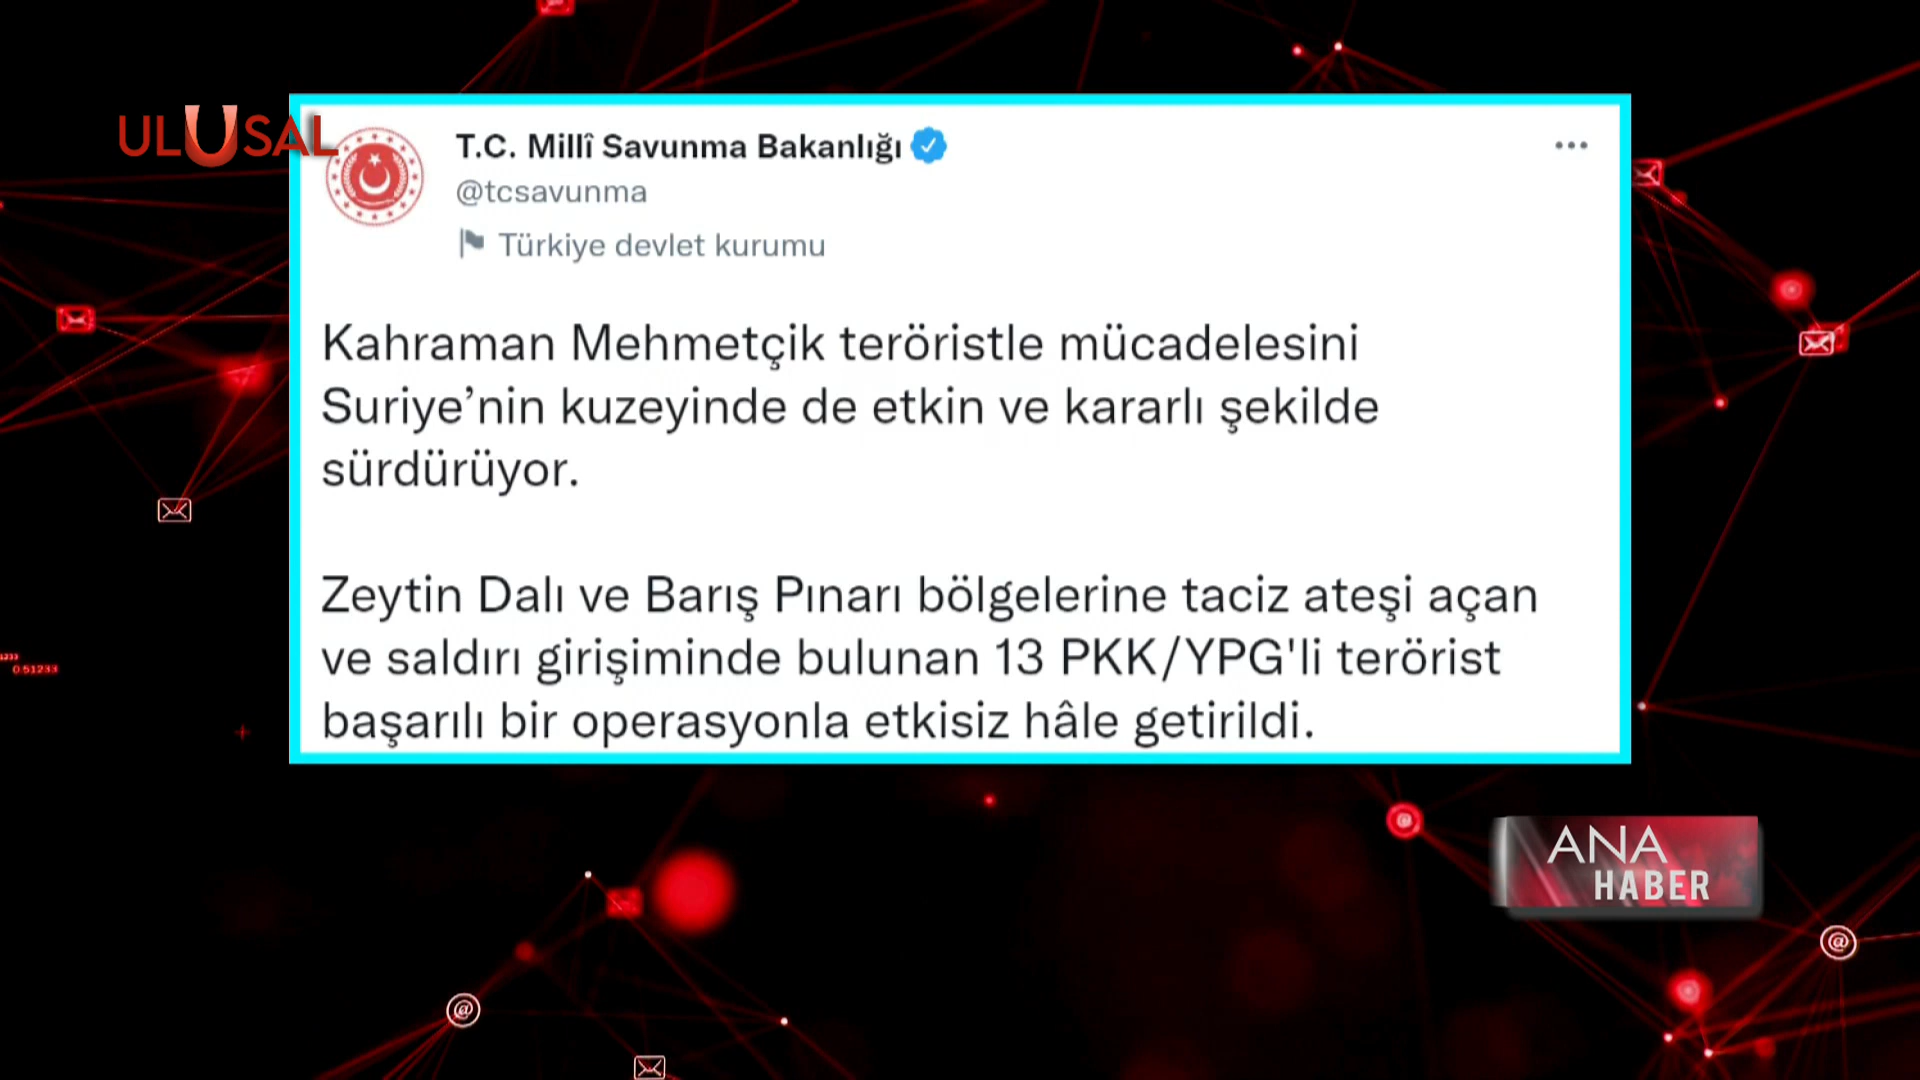 ULUSAL
T.C. Millî Savunma Bakanlığı
@tcsavunma
Türkiye devlet kurumu
Kahraman Mehmetçik teröristle mücadelesini
Suriye’nin kuzeyinde de etkin ve kararlı şekilde
sürdürüyor.
Zeytin Dalı ve Barış Pınarı bölgelerine taciz ateşi açan
ve saldırı girişiminde bulunan 13 PKK/YPG'li terörist
başarılı bir operasyonla etkisiz hâle getirildi.
0.51233
ANA
HABER